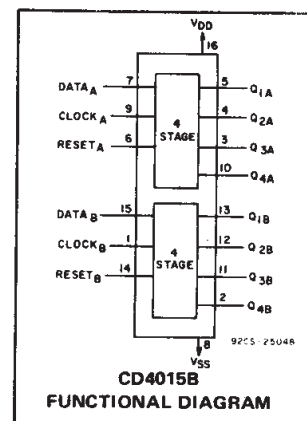 VDD
16
DATAA 7 5 Q1A
CLOCKA 9 4 Q2A
4 STAGE
RESETA 6 3 Q3A
10 Q4A
DATAB 15 13 Q1B
CLOCKB 1 12 Q2B
4 STAGE
RESETB 14 11 Q3B
2 Q4B
8 92CS-25048
VSS
CD4015B
FUNCTIONAL DIAGRAM